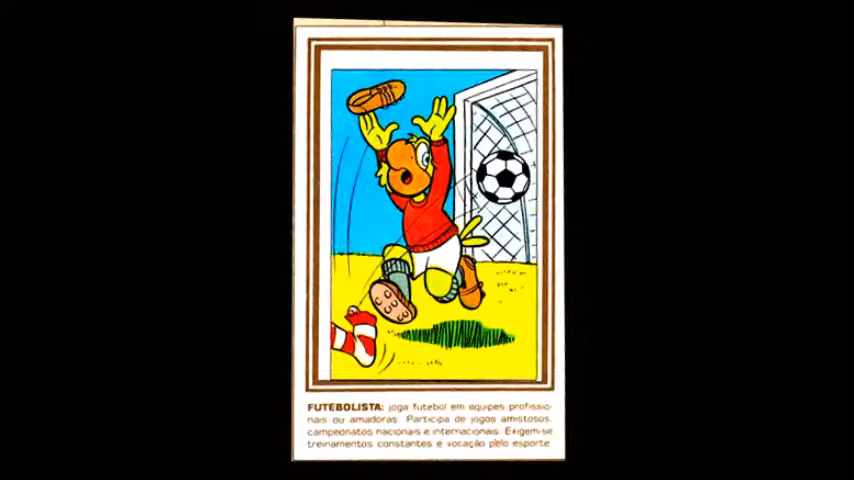 FUTEBOLISTA: joga futebol em equipes profissio-
nais ou amadoras. Participa de jogos amistosos,
campeonatos nacionais e internacionais. Exigem-se
treinamentos constantes e vocação pelo esporte.